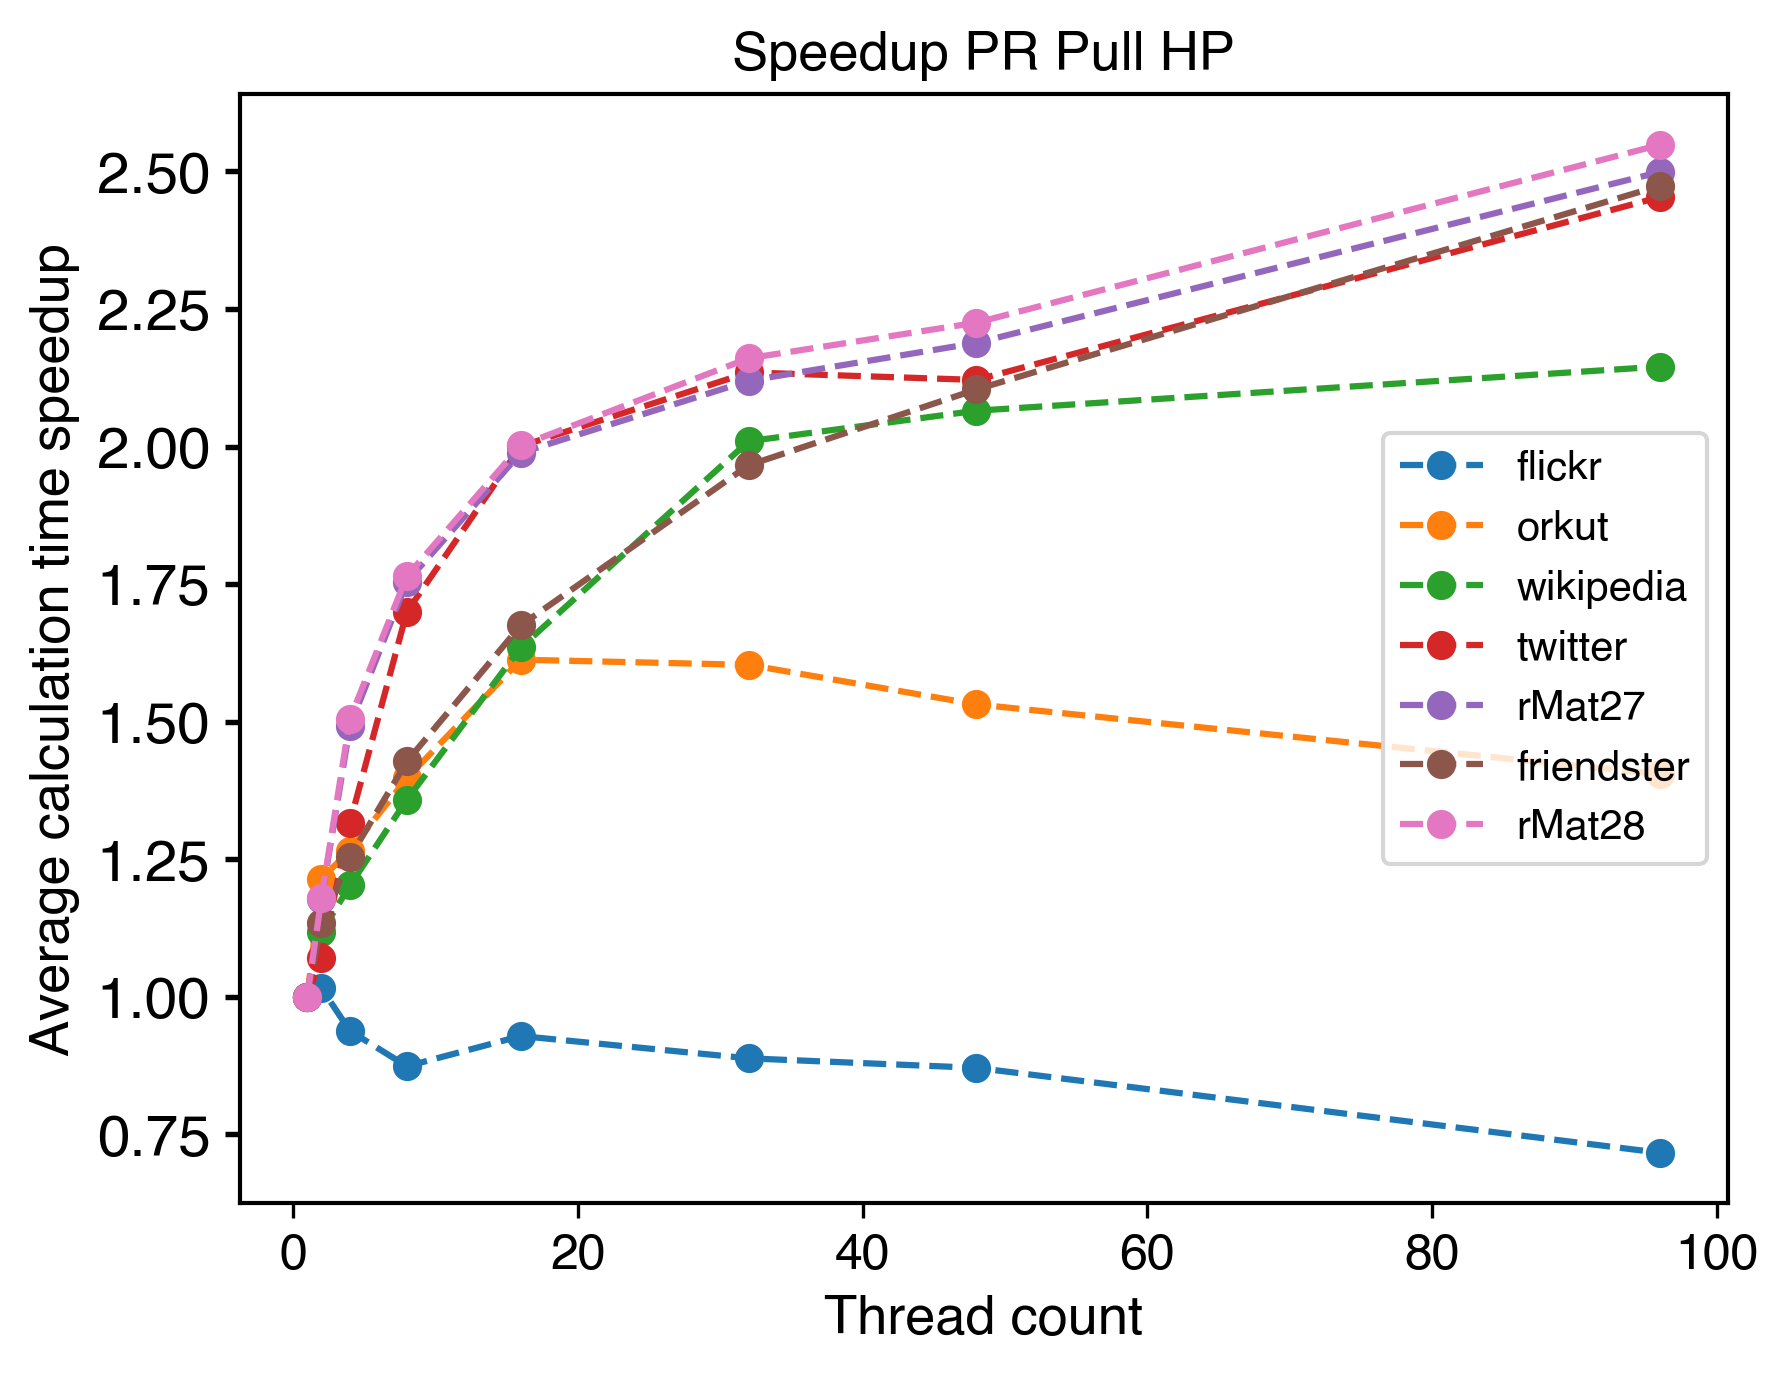 Speedup PR Pull HP
Average calculation time speedup
2.50
2.25
2.00
1.75
1.50
1.25
1.00
0.75
flickr
orkut
wikipedia
twitter
rMat27
friendster
rMat28
0 20 40 60 80 100
Thread count